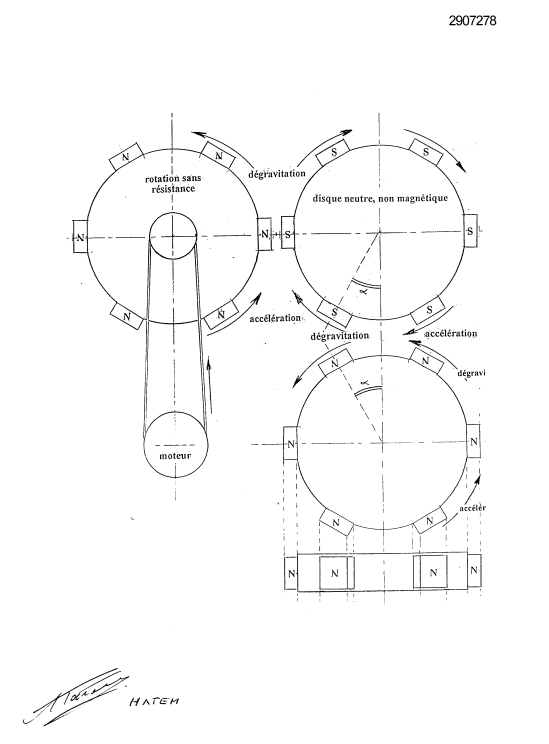 2907278
N
N
S
S
dégravitation
rotation sans
résistance
disque neutre, non magnétique
N
N
S
S
α
N
N
S
S
accélération
dégravitation
accélération
N
N
dégravi
α
moteur
N
N
accélér
N
N
N
N
N
N
HATEM